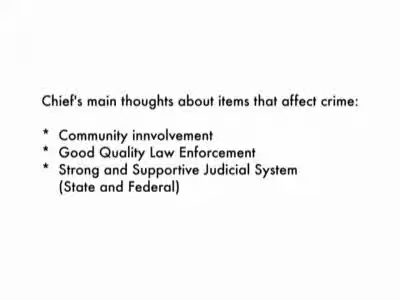 Chief's main thoughts about items that affect crime:
* Community innvolvement
* Good Quality Law Enforcement
* Strong and Supportive Judicial System
(State and Federal)